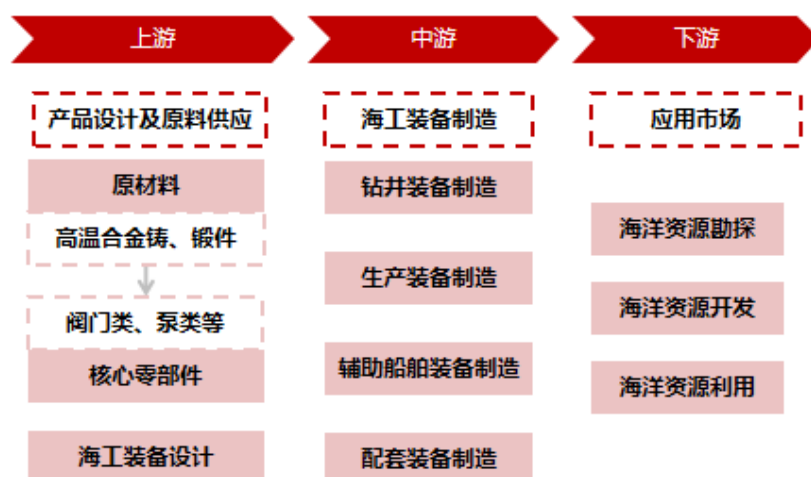 上游
中游
下游
产品设计及原料供应
海工装备制造
应用市场
原材料
高温合金铸、锻件
阀门类、泵类等
核心零部件
海工装备设计
钻井装备制造
生产装备制造
辅助船舶装备制造
配套装备制造
海洋资源勘探
海洋资源开发
海洋资源利用